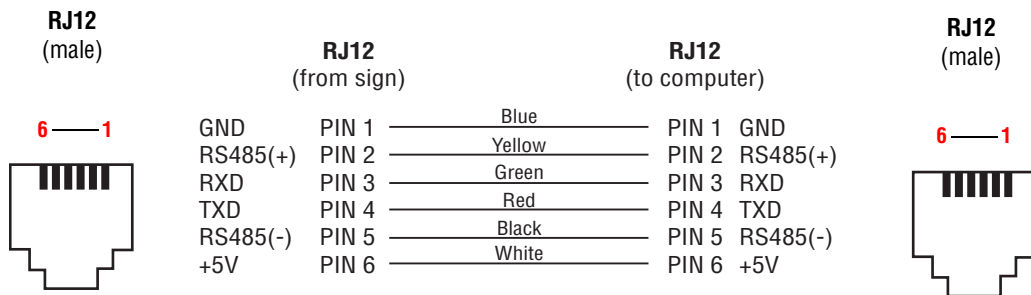 RJ12
(male)
RJ12
(male)
RJ12
(from sign)
RJ12
(to computer)
6 1
6 1
GND PIN 1 Blue PIN 1 GND
RS485(+) PIN 2 Yellow PIN 2 RS485(+)
RXD PIN 3 Green PIN 3 RXD
TXD PIN 4 Red PIN 4 TXD
RS485(-) PIN 5 Black PIN 5 RS485(-)
+5V PIN 6 White PIN 6 +5V